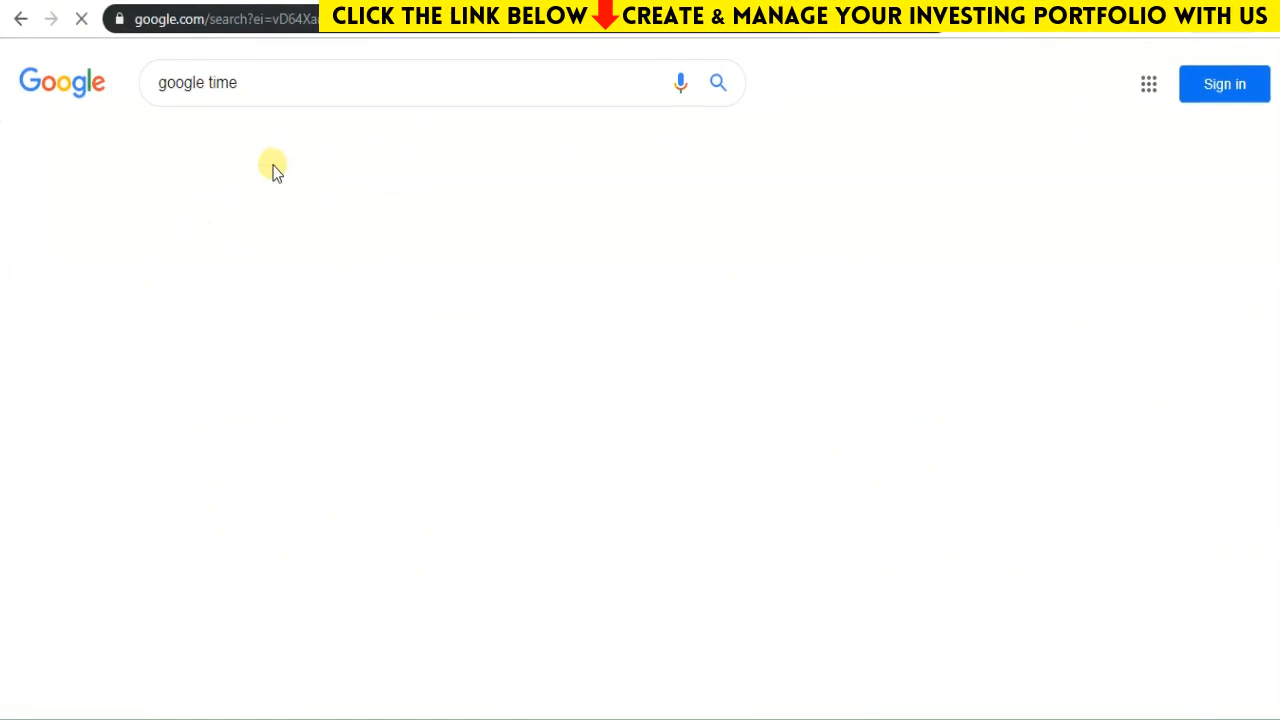 google.com/search?ei=vD64Xa
CLICK THE LINK BELOW CREATE & MANAGE YOUR INVESTING PORTFOLIO WITH US
Google
google time
Sign in